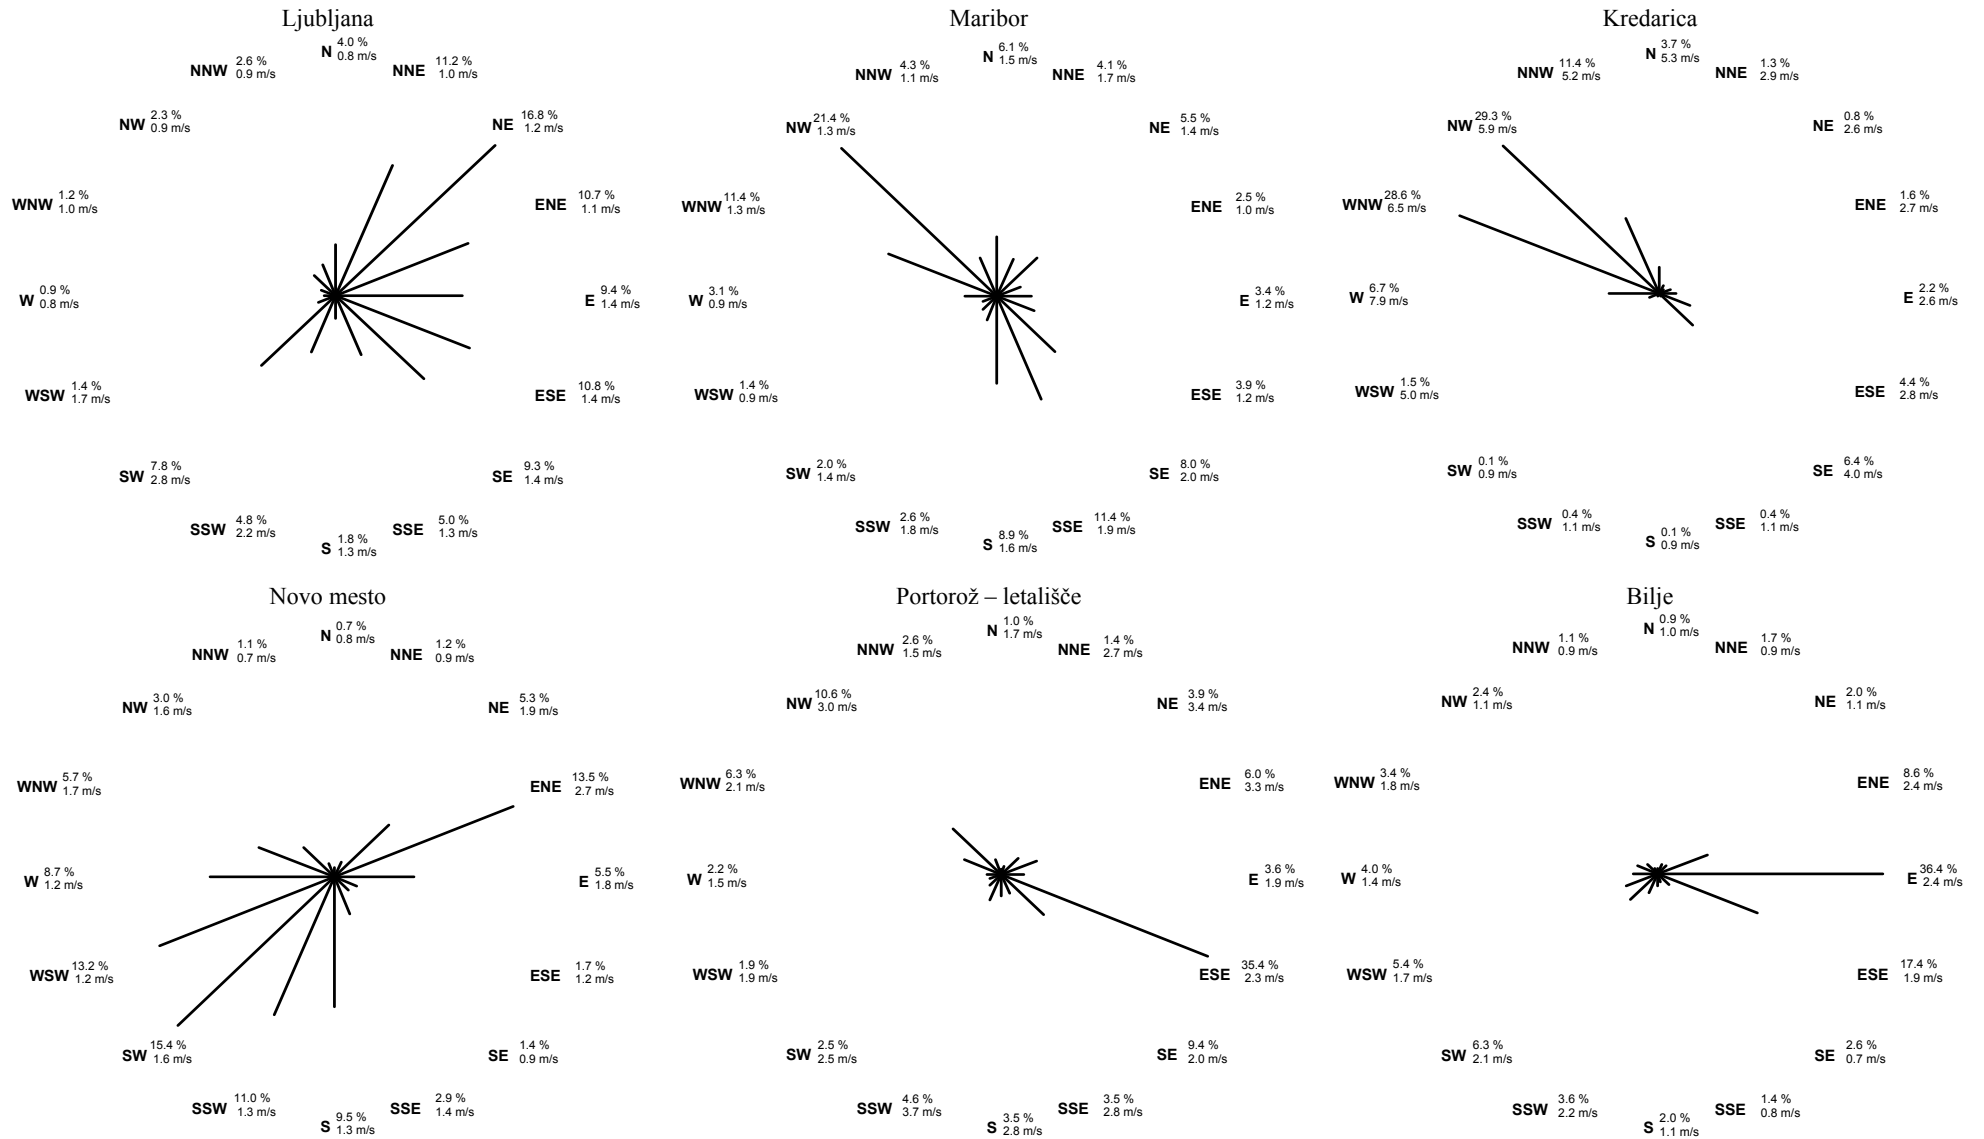 Ljubljana
N 4.0 %
0.8 m/s
NNW 2.6 %
0.9 m/s
NNE 11.2 %
1.0 m/s
NW 2.3 %
0.9 m/s
NE 16.8 %
1.2 m/s
WNW 1.2 %
1.0 m/s
ENE 10.7 %
1.1 m/s
W 0.9 %
0.8 m/s
E 9.4 %
1.4 m/s
WSW 1.4 %
1.7 m/s
ESE 10.8 %
1.4 m/s
SW 7.8 %
2.8 m/s
SE 9.3 %
1.4 m/s
SSW 4.8 %
2.2 m/s
SSE 5.0 %
1.3 m/s
S 1.8 %
1.3 m/s
Maribor
N 6.1 %
1.5 m/s
NNW 4.3 %
1.1 m/s
NNE 4.1 %
1.7 m/s
NW 21.4 %
1.3 m/s
NE 5.5 %
1.4 m/s
WNW 11.4 %
1.3 m/s
ENE 2.5 %
1.0 m/s
W 3.1 %
0.9 m/s
E 3.4 %
1.2 m/s
WSW 1.4 %
0.9 m/s
ESE 3.9 %
1.2 m/s
SW 2.0 %
1.4 m/s
SE 8.0 %
2.0 m/s
SSW 2.6 %
1.8 m/s
SSE 11.4 %
1.9 m/s
S 8.9 %
1.6 m/s
Kredarica
N 3.7 %
5.3 m/s
NNW 11.4 %
5.2 m/s
NNE 1.3 %
2.9 m/s
NW 29.3 %
5.9 m/s
NE 0.8 %
2.6 m/s
WNW 28.6 %
6.5 m/s
ENE 1.6 %
2.7 m/s
W 6.7 %
7.9 m/s
E 2.2 %
2.6 m/s
WSW 1.5 %
5.0 m/s
ESE 4.4 %
2.8 m/s
SW 0.1 %
0.9 m/s
SE 6.4 %
4.0 m/s
SSW 0.4 %
1.1 m/s
SSE 0.4 %
1.1 m/s
S 0.1 %
0.9 m/s
Novo mesto
N 0.7 %
0.8 m/s
NNW 1.1 %
0.7 m/s
NNE 1.2 %
0.9 m/s
NW 3.0 %
1.6 m/s
NE 5.3 %
1.9 m/s
WNW 5.7 %
1.7 m/s
ENE 13.5 %
2.7 m/s
W 8.7 %
1.2 m/s
E 5.5 %
1.8 m/s
WSW 13.2 %
1.2 m/s
ESE 1.7 %
1.2 m/s
SW 15.4 %
1.6 m/s
SE 1.4 %
0.9 m/s
SSW 11.0 %
1.3 m/s
SSE 2.9 %
1.4 m/s
S 9.5 %
1.3 m/s
Portorož – letališče
N 1.0 %
1.7 m/s
NNW 2.6 %
1.5 m/s
NNE 1.4 %
2.7 m/s
NW 10.6 %
3.0 m/s
NE 3.9 %
3.4 m/s
WNW 6.3 %
2.1 m/s
ENE 6.0 %
3.3 m/s
W 2.2 %
1.5 m/s
E 3.6 %
1.9 m/s
WSW 1.9 %
1.9 m/s
ESE 35.4 %
2.3 m/s
SW 2.5 %
2.5 m/s
SE 9.4 %
2.0 m/s
SSW 4.6 %
3.7 m/s
SSE 3.5 %
2.8 m/s
S 3.5 %
2.8 m/s
Bilje
N 0.9 %
1.0 m/s
NNW 1.1 %
0.9 m/s
NNE 1.7 %
0.9 m/s
NW 2.4 %
1.1 m/s
NE 2.0 %
1.1 m/s
WNW 3.4 %
1.8 m/s
ENE 8.6 %
2.4 m/s
W 4.0 %
1.4 m/s
E 36.4 %
2.4 m/s
WSW 5.4 %
1.7 m/s
ESE 17.4 %
1.9 m/s
SW 6.3 %
2.1 m/s
SE 2.6 %
0.7 m/s
SSW 3.6 %
2.2 m/s
SSE 1.4 %
0.8 m/s
S 2.0 %
1.1 m/s